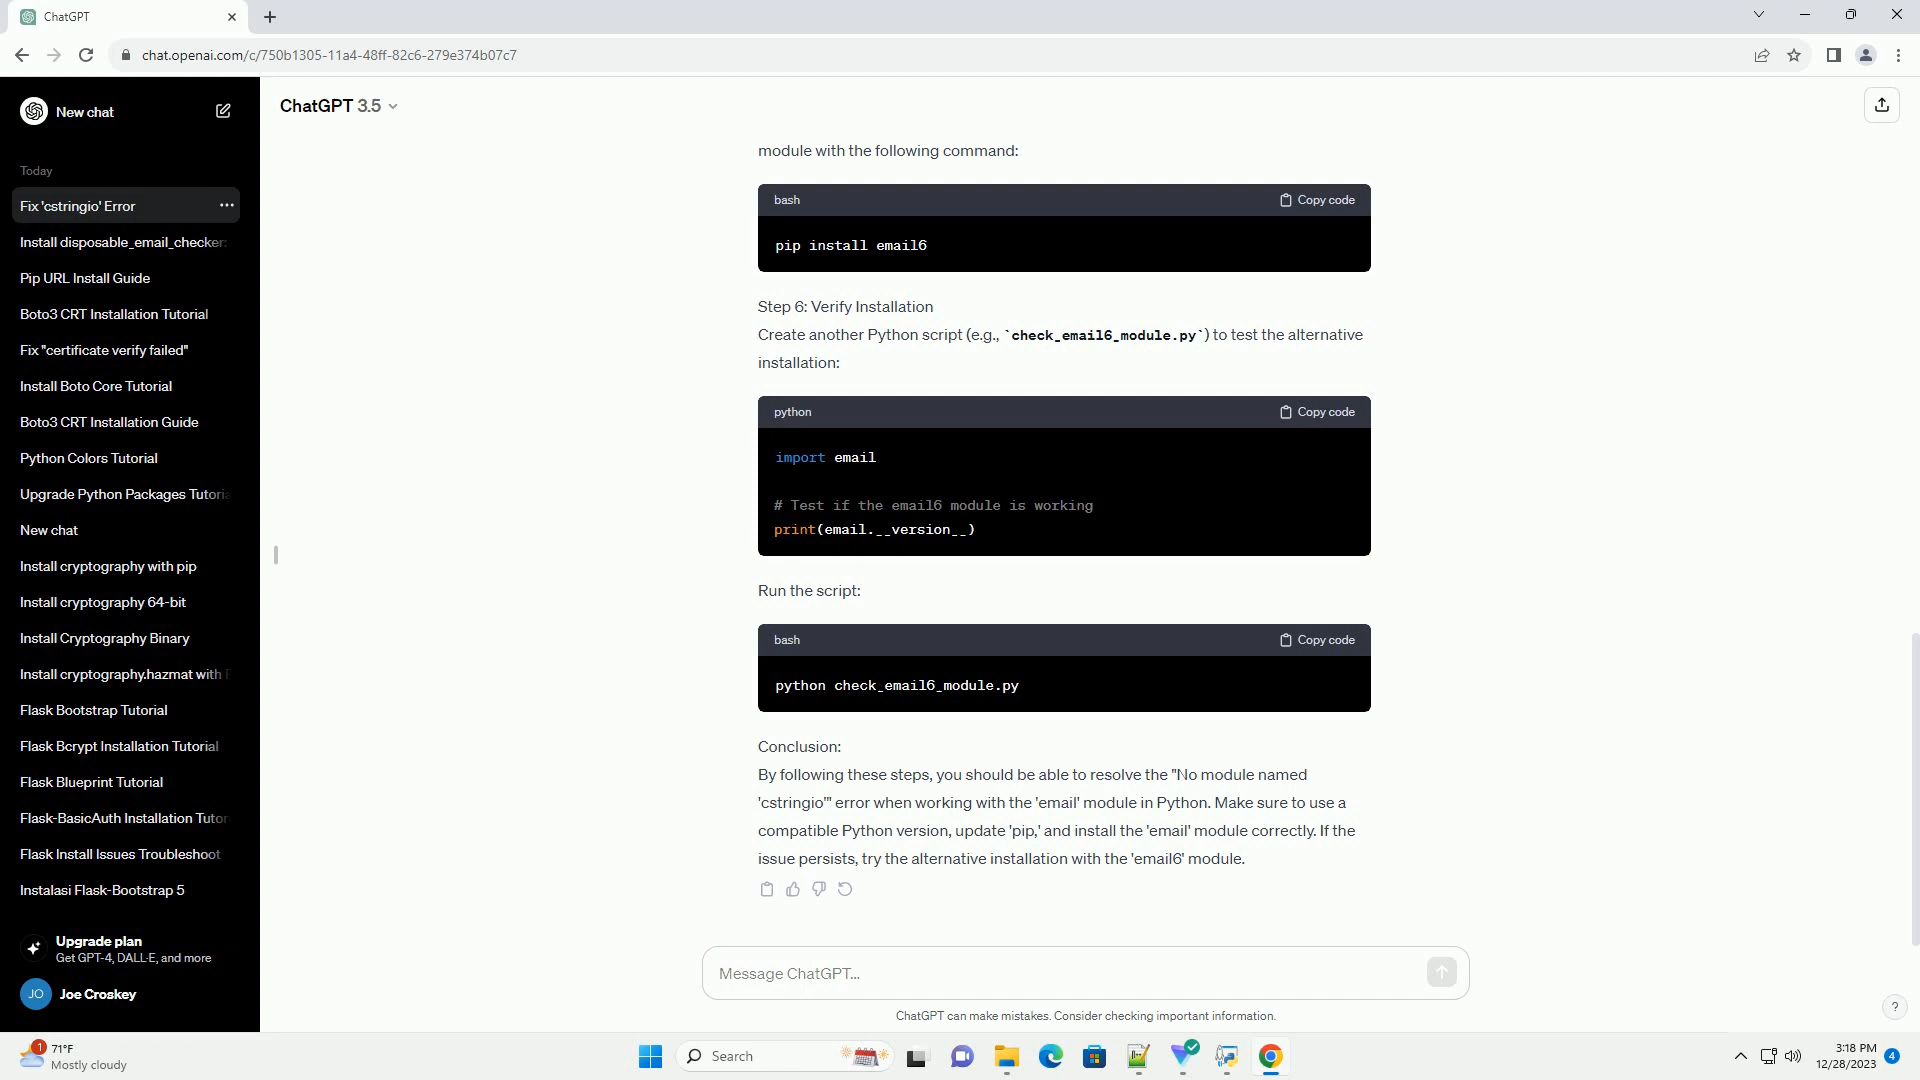 ChatGPT
chat.openai.com/c/750b1305-11a4-48ff-82c6-279e374b07c7
New chat
Today
Fix 'cstringio' Error
Install disposable_email_checker:
Pip URL Install Guide
Boto3 CRT Installation Tutorial
Fix "certificate verify failed"
Install Boto Core Tutorial
Boto3 CRT Installation Guide
Python Colors Tutorial
Upgrade Python Packages Tutoria
New chat
Install cryptography with pip
Install cryptography 64-bit
Install Cryptography Binary
Install cryptography.hazmat with P
Flask Bootstrap Tutorial
Flask Bcrypt Installation Tutorial
Flask Blueprint Tutorial
Flask-BasicAuth Installation Tutor
Flask Install Issues Troubleshoot
Instalasi Flask-Bootstrap 5
Upgrade plan
Get GPT-4, DALL·E, and more
JO
Joe Croskey
ChatGPT 3.5
module with the following command:
bash
Copy code
pip install email6
Step 6: Verify Installation
Create another Python script (e.g., `check_email6_module.py`) to test the alternative
installation:
python
Copy code
import email
# Test if the email6 module is working
print(email.__version__)
Run the script:
bash
Copy code
python check_email6_module.py
Conclusion:
By following these steps, you should be able to resolve the "No module named
'cstringio'" error when working with the 'email' module in Python. Make sure to use a
compatible Python version, update 'pip,' and install the 'email' module correctly. If the
issue persists, try the alternative installation with the 'email6' module.
Message ChatGPT...
ChatGPT can make mistakes. Consider checking important information.
?
1
71°F
Mostly cloudy
Search
3:18 PM
12/28/2023
4